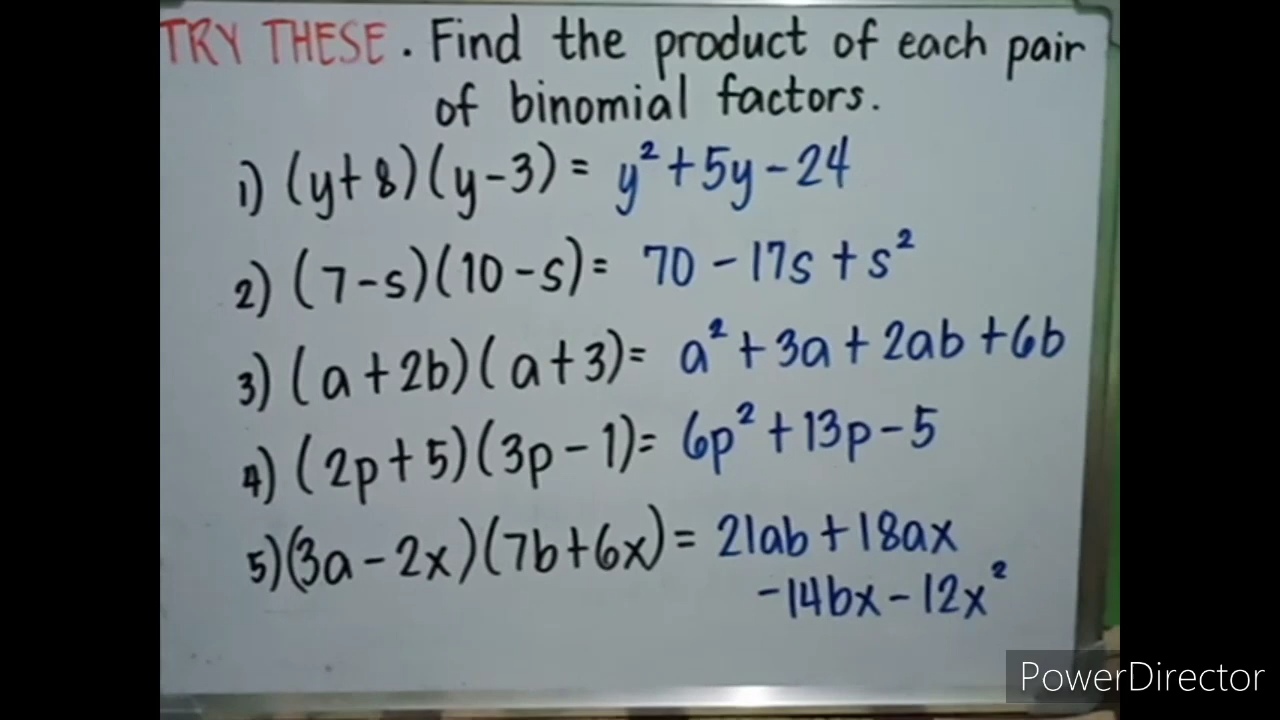 TRY THESE. Find the product of each pair
of binomial factors.
1) (y+8)(y-3)= y²+5y-24
2) (7-s)(10-s)= 70-17s+s²
3) (a+2b)(a+3)= a²+3a+2ab+6b
4) (2p+5)(3p-1)= 6p²+13p-5
5)(3a-2x)(7b+6x)= 21ab+18ax
-14bx-12x²
PowerDirector